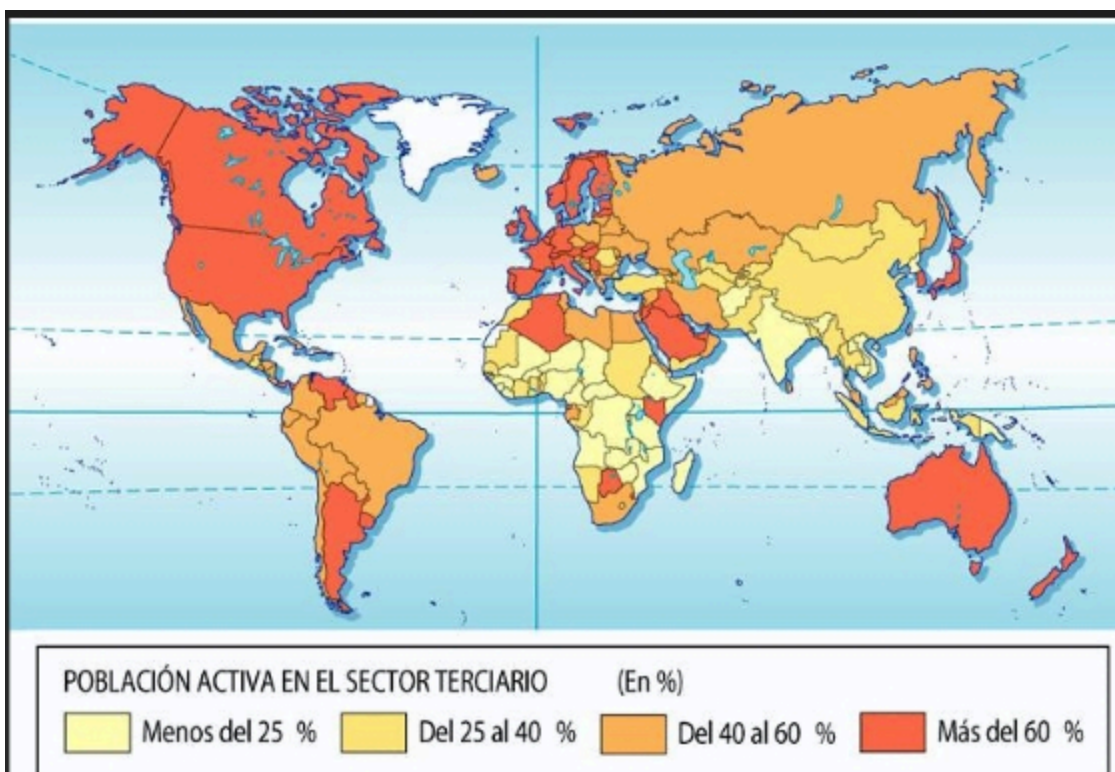 POBLACIÓN ACTIVA EN EL SECTOR TERCIARIO (En %)
Menos del 25 % Del 25 al 40 % Del 40 al 60 % Más del 60 %